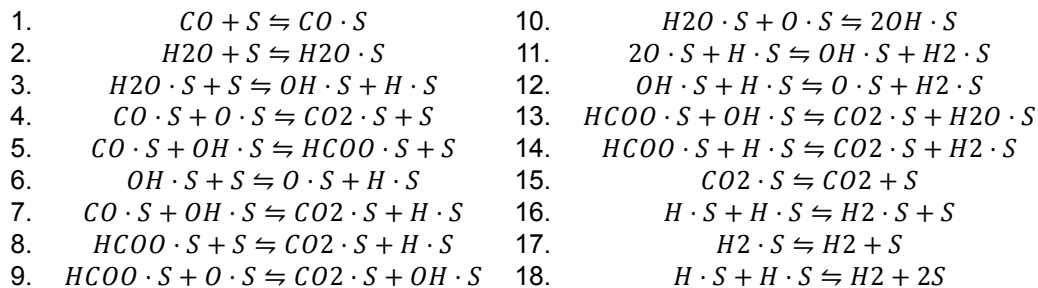 1. CO + S ⇋ CO · S
2. H2O + S ⇋ H2O · S
3. H2O · S + S ⇋ OH · S + H · S
4. CO · S + O · S ⇋ CO2 · S + S
5. CO · S + OH · S ⇋ HCOO · S + S
6. OH · S + S ⇋ O · S + H · S
7. CO · S + OH · S ⇋ CO2 · S + H · S
8. HCOO · S + S ⇋ CO2 · S + H · S
9. HCOO · S + O · S ⇋ CO2 · S + OH · S
10. H2O · S + O · S ⇋ 2OH · S
11. 2O · S + H · S ⇋ OH · S + H2 · S
12. OH · S + H · S ⇋ O · S + H2 · S
13. HCOO · S + OH · S ⇋ CO2 · S + H2O · S
14. HCOO · S + H · S ⇋ CO2 · S + H2 · S
15. CO2 · S ⇋ CO2 + S
16. H · S + H · S ⇋ H2 · S + S
17. H2 · S ⇋ H2 + S
18. H · S + H · S ⇋ H2 + 2S